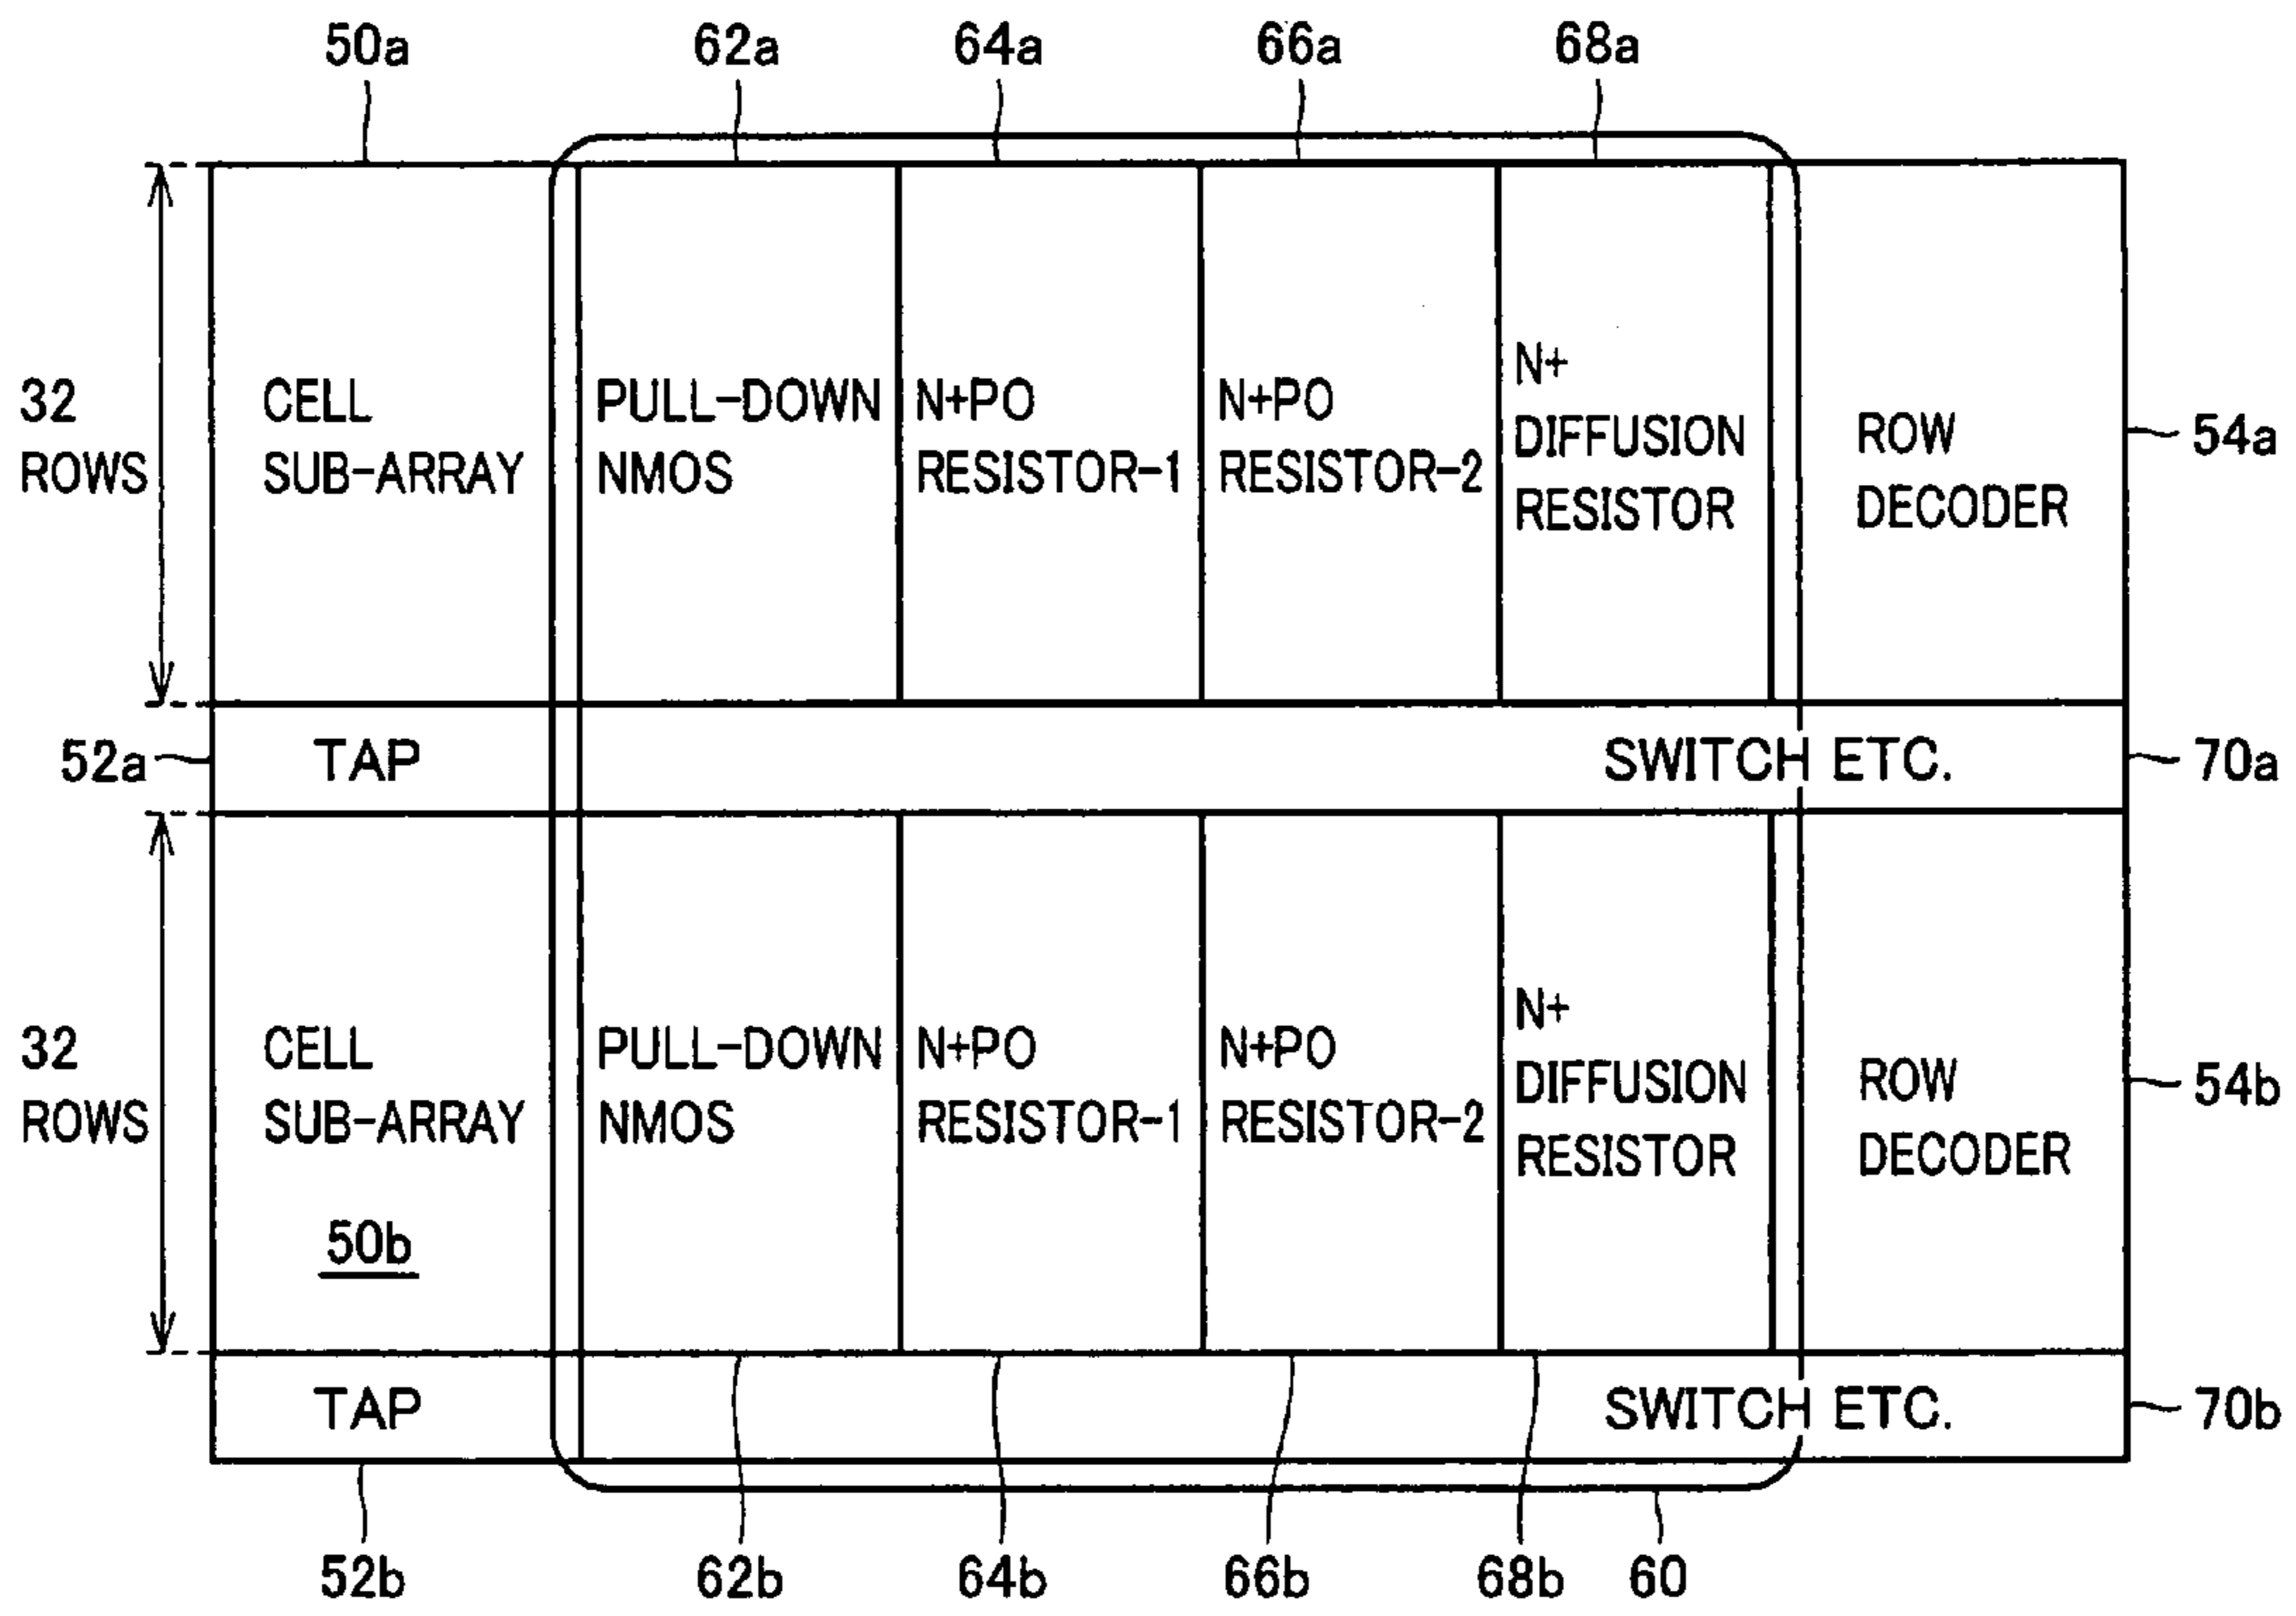 50a 62a 64a 66a 68a
32 ROWS
CELL SUB-ARRAY
PULL-DOWN NMOS
N+PO RESISTOR-1
N+PO RESISTOR-2
N+ DIFFUSION RESISTOR
ROW DECODER
54a
52a TAP SWITCH ETC. 70a
32 ROWS
CELL SUB-ARRAY
50b
PULL-DOWN NMOS
N+PO RESISTOR-1
N+PO RESISTOR-2
N+ DIFFUSION RESISTOR
ROW DECODER
54b
TAP SWITCH ETC. 70b
52b 62b 64b 66b 68b 60